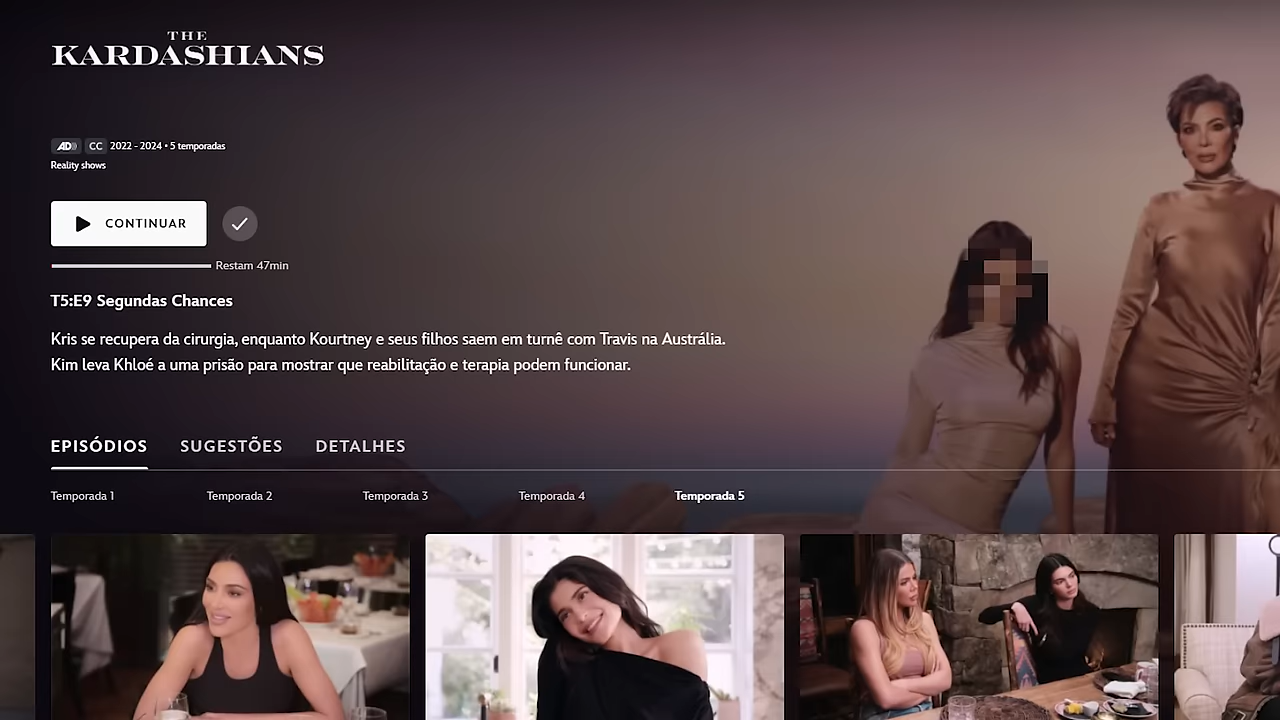 THE
KARDASHIANS
AD CC 2022 - 2024 • 5 temporadas
Reality shows
CONTINUAR
Restam 47min
T5:E9 Segundas Chances
Kris se recupera da cirurgia, enquanto Kourtney e seus filhos saem em turnê com Travis na Austrália.
Kim leva Khloé a uma prisão para mostrar que reabilitação e terapia podem funcionar.
EPISÓDIOS SUGESTÕES DETALHES
Temporada 1 Temporada 2 Temporada 3 Temporada 4 Temporada 5